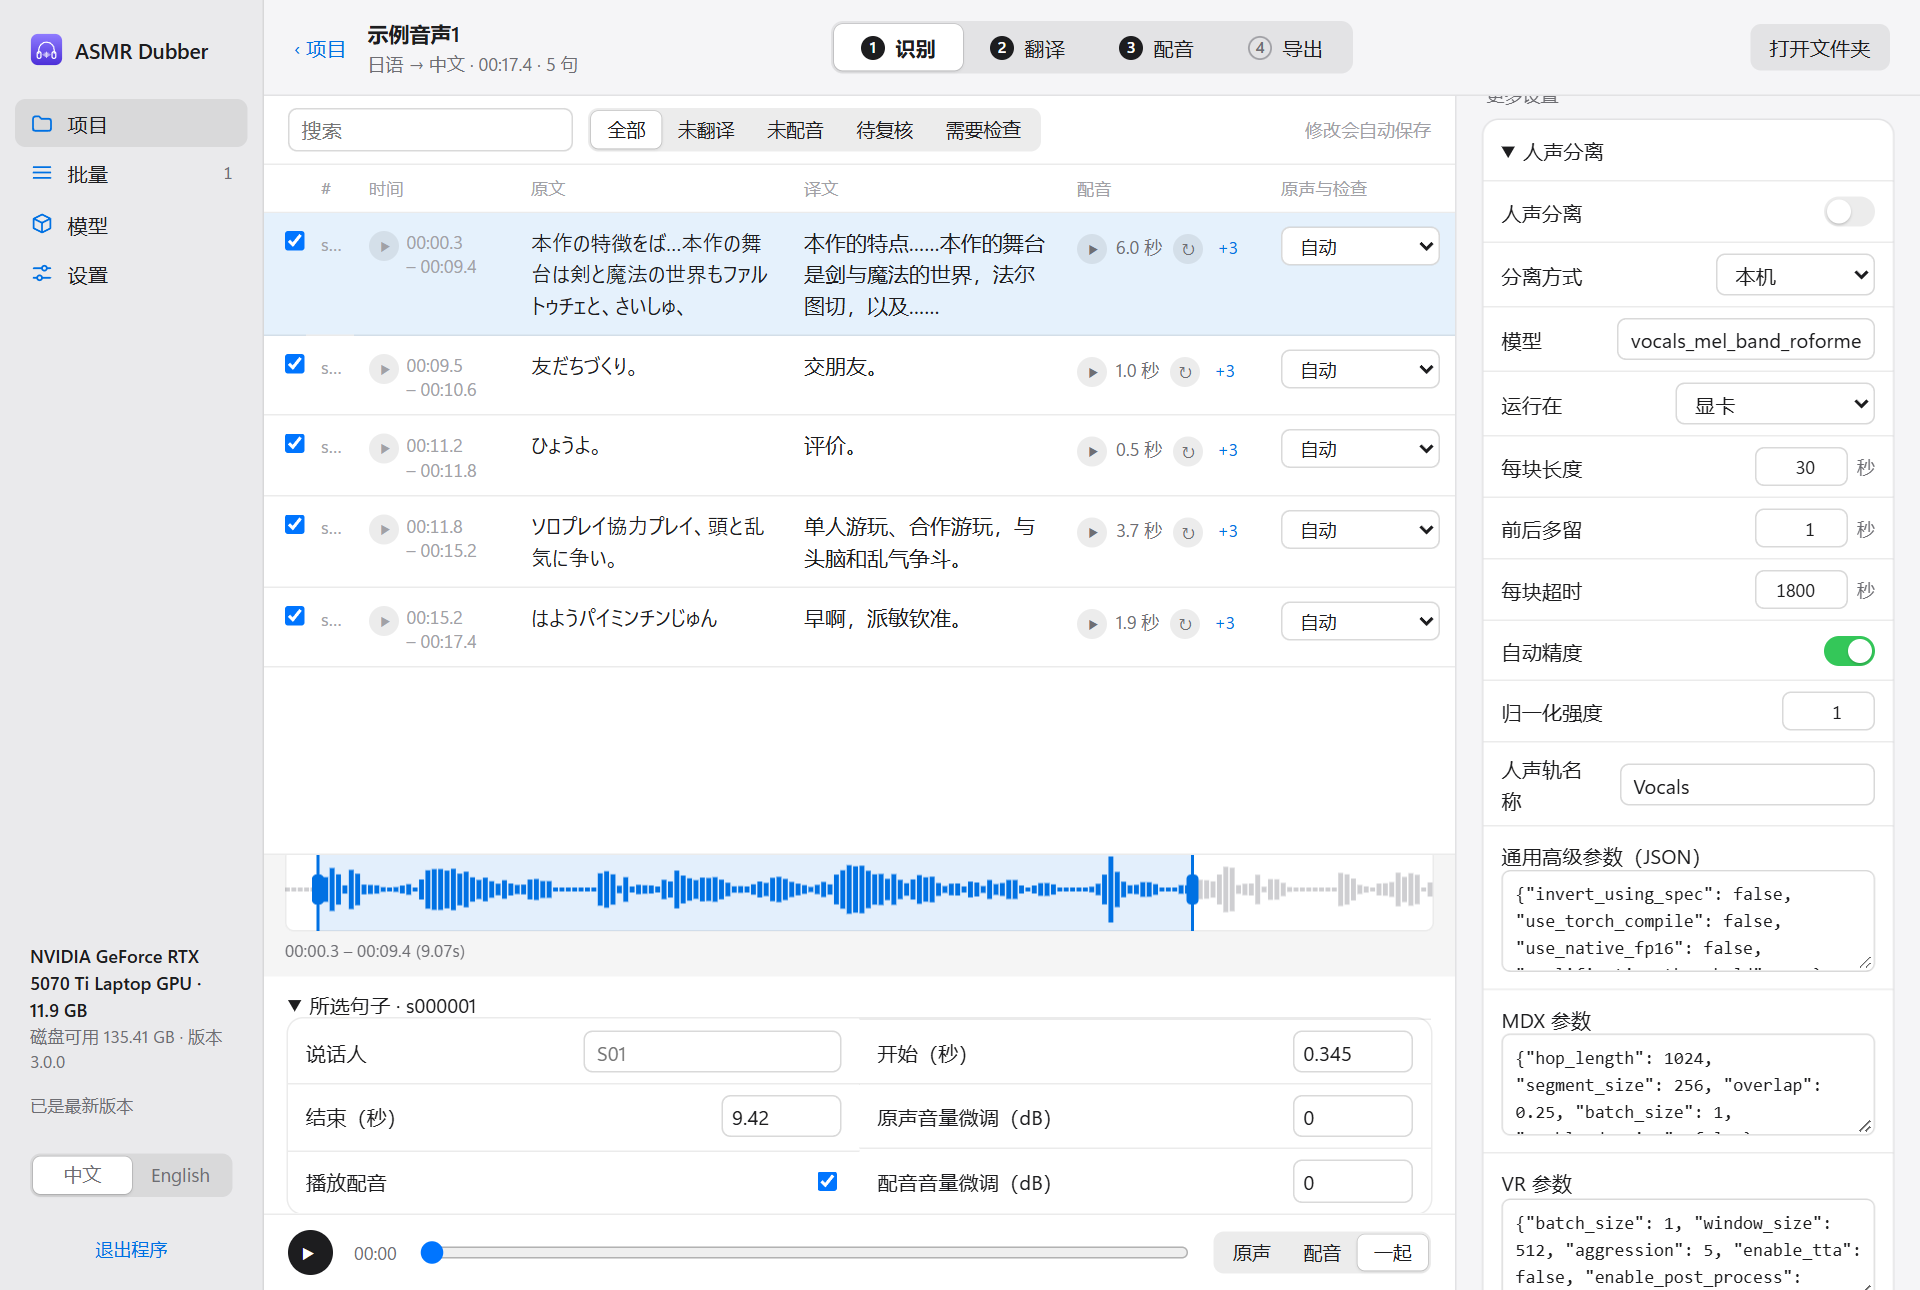 ASMR Dubber
项目
批量 1
模型
设置
NVIDIA GeForce RTX
5070 Ti Laptop GPU ·
11.9 GB
磁盘可用 135.41 GB · 版本
3.0.0
已是最新版本
中文 English
退出程序
‹ 项目
示例音声1
日语 → 中文 · 00:17.4 · 5 句
1 识别 2 翻译 3 配音 4 导出
打开文件夹
搜索
全部 未翻译 未配音 待复核 需要检查
修改会自动保存
# 时间 原文 译文 配音 原声与检查
s...
00:00.3
– 00:09.4
本作の特徴をば…本作の舞
台は剣と魔法の世界もファル
トゥチェと、さいしゅ、
本作的特点……本作的舞台
是剑与魔法的世界，法尔
图切，以及……
6.0 秒 ↻ +3 自动
s...
00:09.5
– 00:10.6
友だちづくり。
交朋友。
1.0 秒 ↻ +3 自动
s...
00:11.2
– 00:11.8
ひょうよ。
评价。
0.5 秒 ↻ +3 自动
s...
00:11.8
– 00:15.2
ソロプレイ協力プレイ、頭と乱
気に争い。
单人游玩、合作游玩，与
头脑和乱气争斗。
3.7 秒 ↻ +3 自动
s...
00:15.2
– 00:17.4
はようパイミンチンじゅん
早啊，派敏钦准。
1.9 秒 ↻ +3 自动
00:00.3 – 00:09.4 (9.07s)
▼ 所选句子 · s000001
说话人 S01
开始（秒） 0.345
结束（秒） 9.42
原声音量微调（dB） 0
播放配音
配音音量微调（dB） 0
00:00
原声 配音 一起
更多设置
▼ 人声分离
人声分离
分离方式 本机
模型 vocals_mel_band_roforme
运行在 显卡
每块长度 30 秒
前后多留 1 秒
每块超时 1800 秒
自动精度
归一化强度 1
人声轨名
称
Vocals
通用高级参数（JSON）
{"invert_using_spec": false,
"use_torch_compile": false,
"use_native_fp16": false,
MDX 参数
{"hop_length": 1024,
"segment_size": 256, "overlap":
0.25, "batch_size": 1,
VR 参数
{"batch_size": 1, "window_size":
512, "aggression": 5, "enable_tta":
false, "enable_post_process":